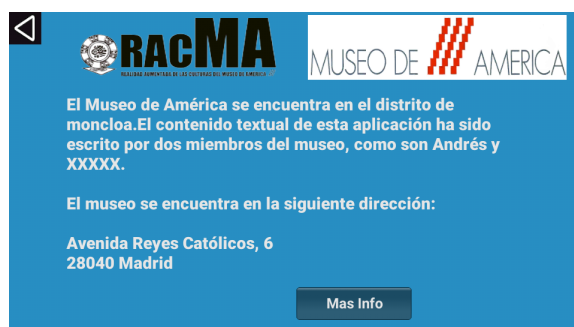 RACMA
REALIDAD AUMENTADA DE LAS CULTURAS DEL MUSEO DE AMERICA
MUSEO DE AMERICA
El Museo de América se encuentra en el distrito de
moncloa.El contenido textual de esta aplicación ha sido
escrito por dos miembros del museo, como son Andrés y
XXXXX.
El museo se encuentra en la siguiente dirección:
Avenida Reyes Católicos, 6
28040 Madrid
Mas Info